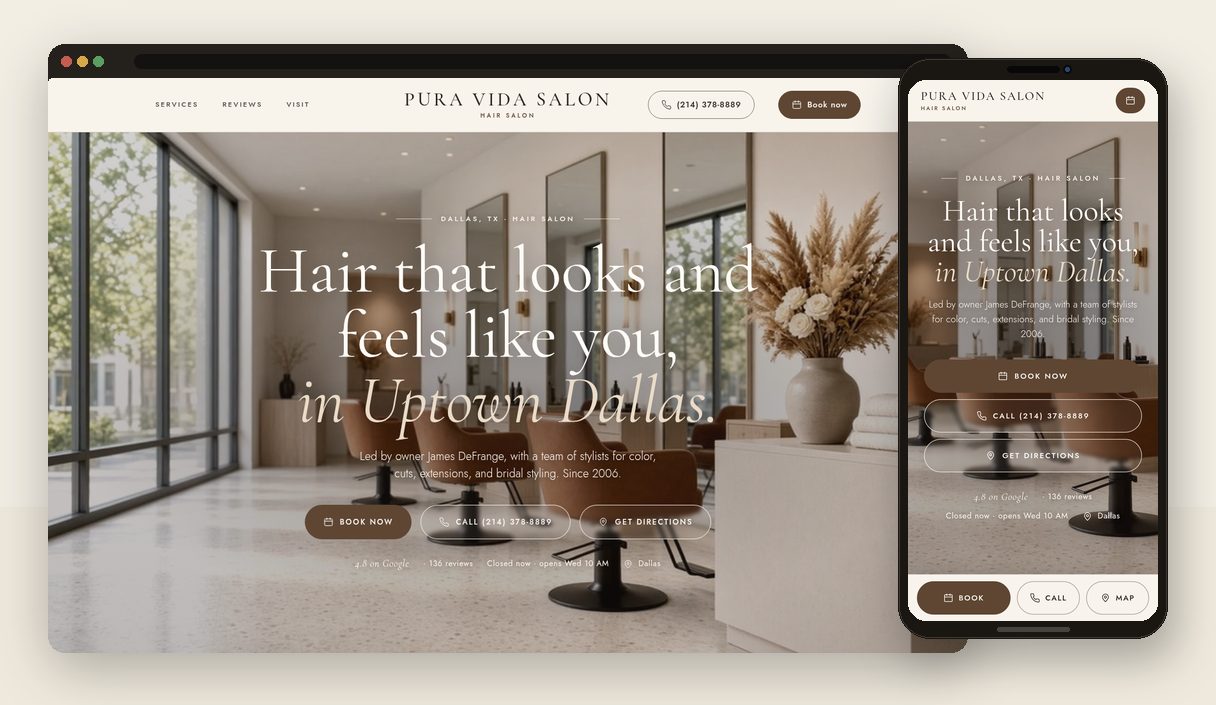 SERVICES REVIEWS VISIT
PURA VIDA SALON
HAIR SALON
(214) 378-8889
Book now
DALLAS, TX · HAIR SALON
Hair that looks and
feels like you,
in Uptown Dallas.
Led by owner James DeFrange, with a team of stylists for color,
cuts, extensions, and bridal styling. Since 2006.
BOOK NOW
CALL (214) 378-8889
GET DIRECTIONS
4.8 on Google · 136 reviews Closed now · opens Wed 10 AM Dallas
PURA VIDA SALON
HAIR SALON
DALLAS, TX · HAIR SALON
Hair that looks
and feels like you,
in Uptown Dallas.
Led by owner James DeFrange, with a team of stylists
for color, cuts, extensions, and bridal styling. Since
2006.
BOOK NOW
CALL (214) 378-8889
GET DIRECTIONS
4.8 on Google · 136 reviews
Closed now · opens Wed 10 AM Dallas
BOOK CALL MAP